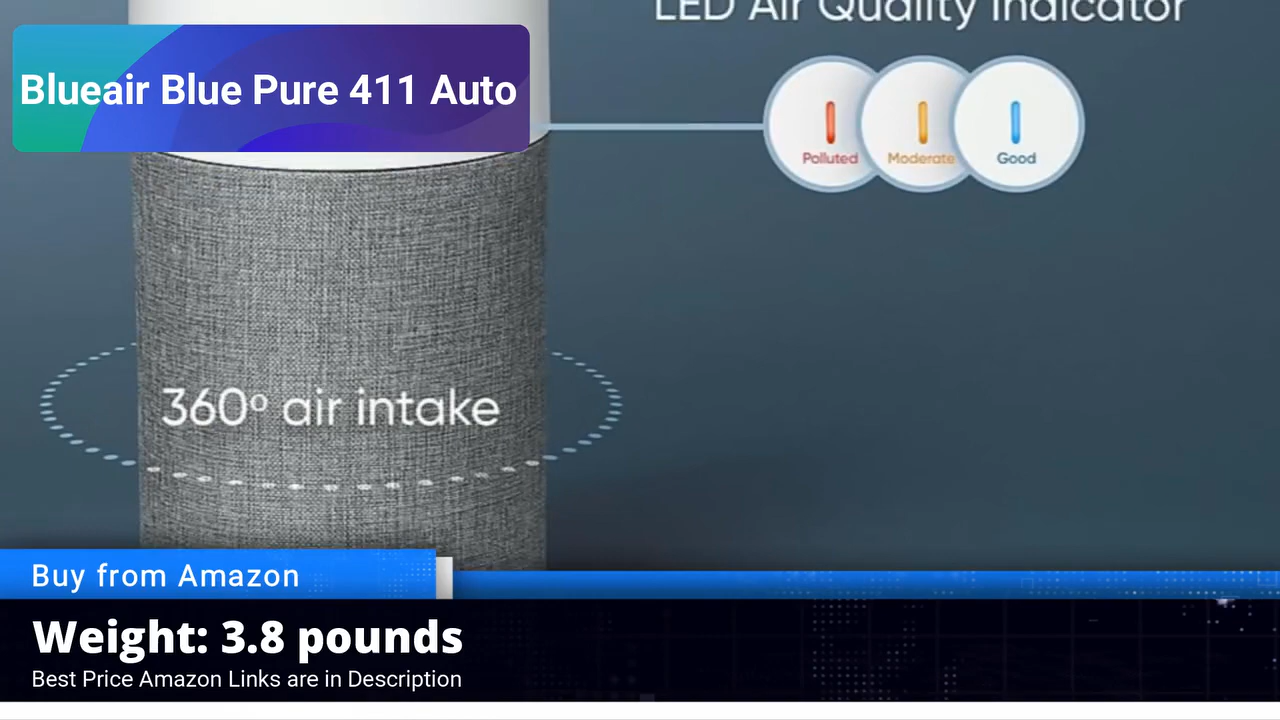 LED Air Quality Indicator
Blueair Blue Pure 411 Auto
Polluted
Moderate
Good
360º air intake
Buy from Amazon
Weight: 3.8 pounds
Best Price Amazon Links are in Description